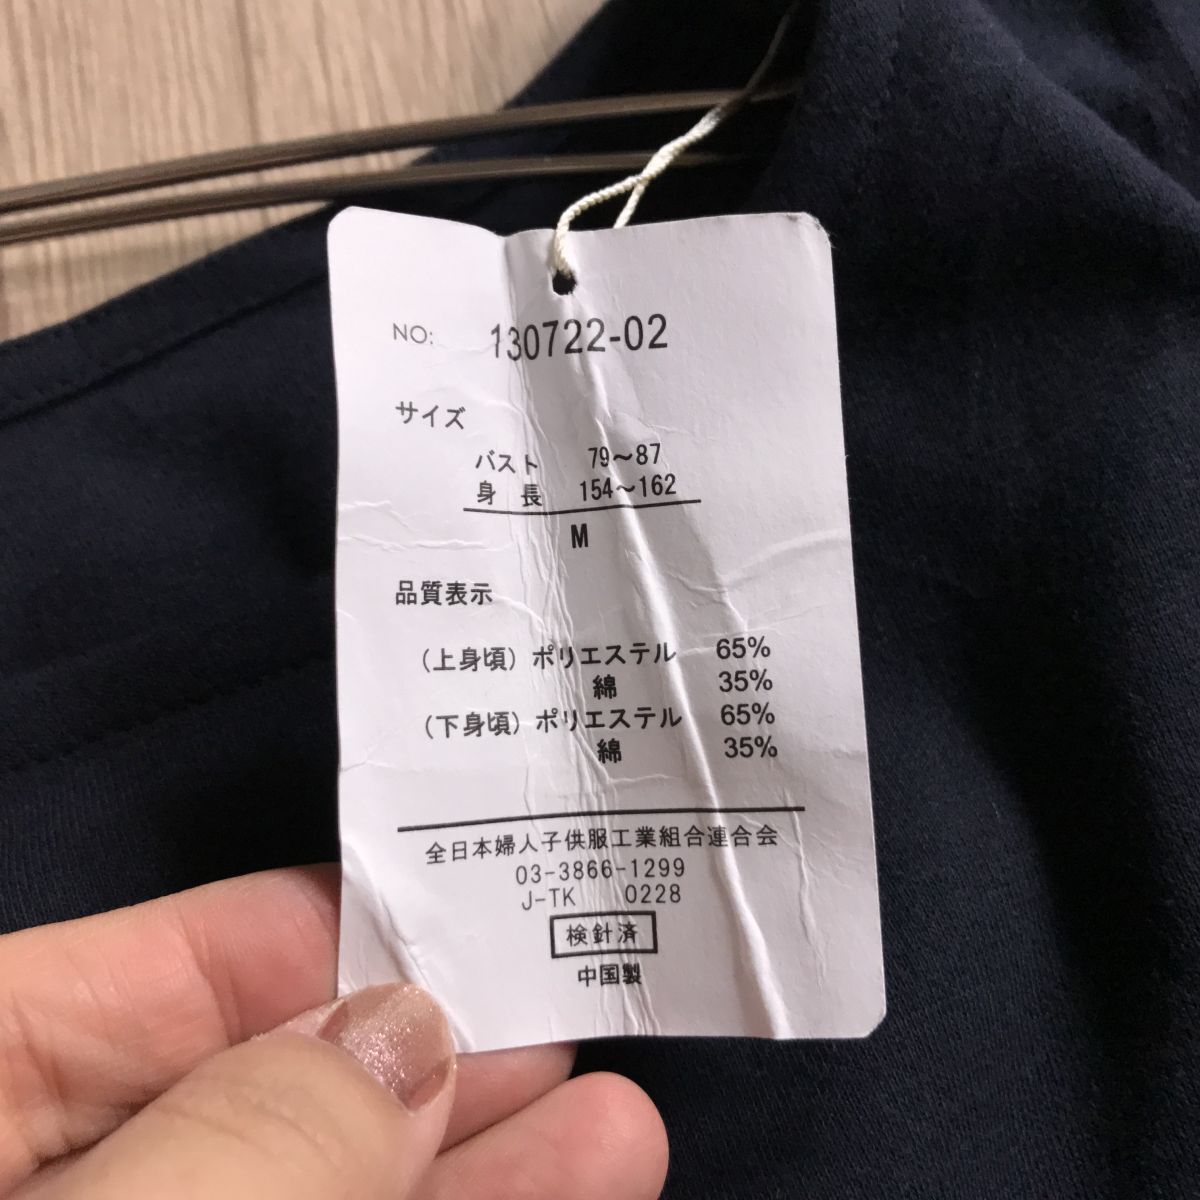 NO: 130722-02
サイズ
バスト 79～87
身長 154～162
M
品質表示
(上身頃) ポリエステル 65%
綿 35%
(下身頃) ポリエステル 65%
綿 35%
全日本婦人子供服工業組合連合会
03-3866-1299
J-TK 0228
検針済
中国製